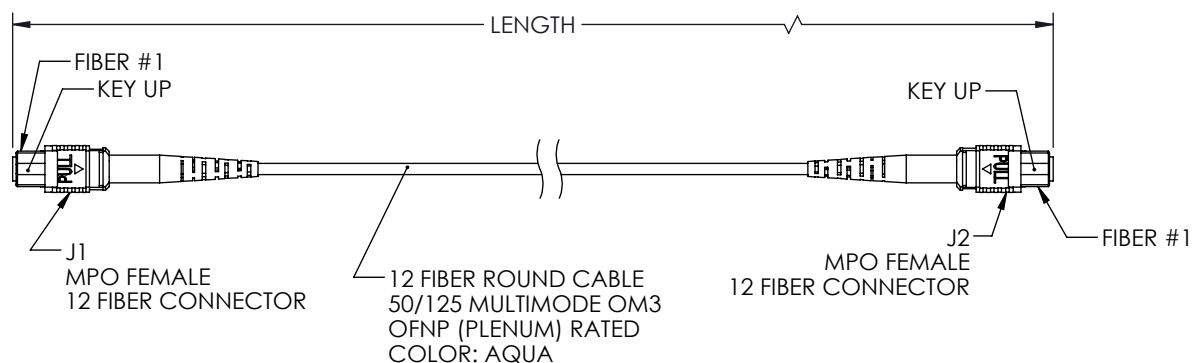 LENGTH
FIBER #1
KEY UP
KEY UP
PULL
PULL
J1
MPO FEMALE
12 FIBER CONNECTOR
12 FIBER ROUND CABLE
50/125 MULTIMODE OM3
OFNP (PLENUM) RATED
COLOR: AQUA
J2
MPO FEMALE
12 FIBER CONNECTOR
FIBER #1